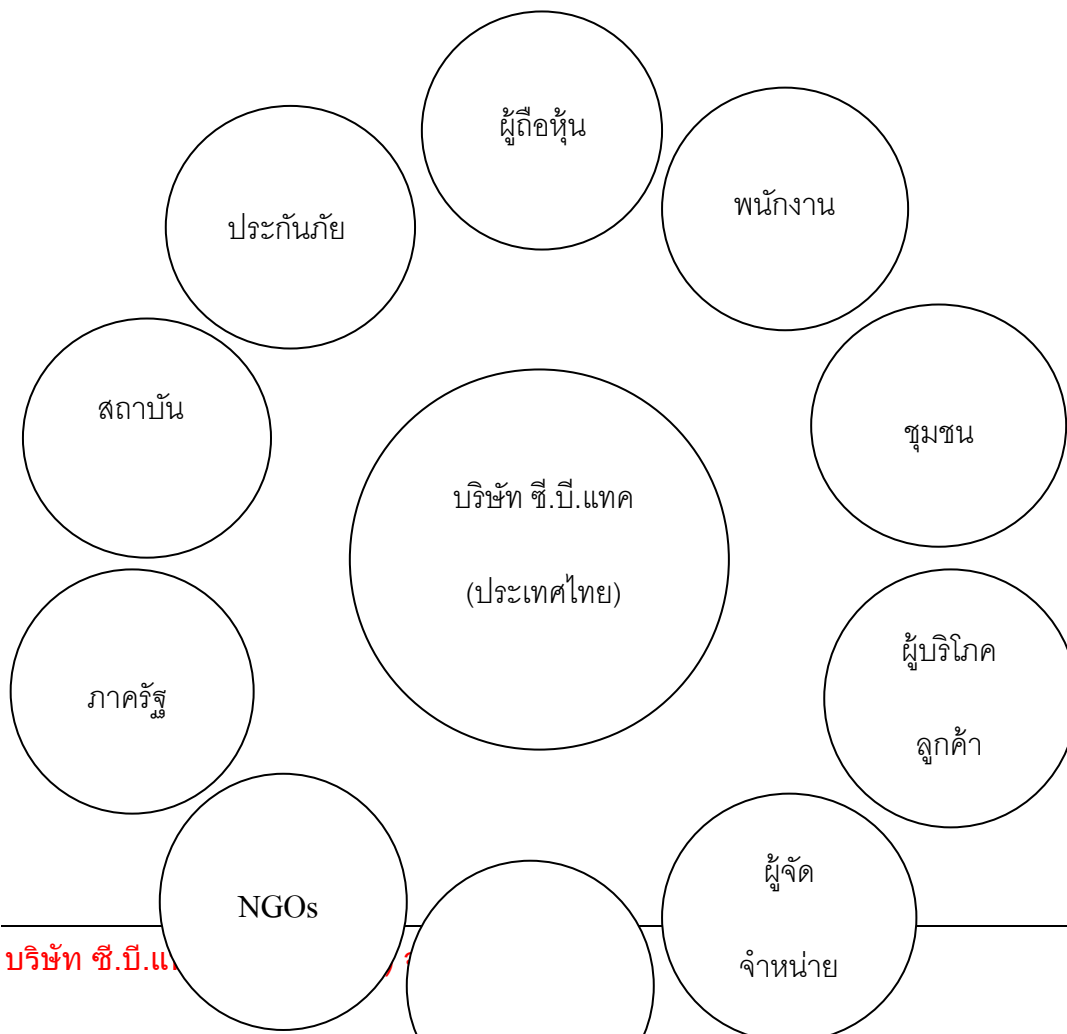 ผู้ถือหุ้น
พนักงาน
ประกันภัย
สถาบัน
ชุมชน
บริษัท ซี.บี.แทค
(ประเทศไทย)
ผู้บริโภค
ลูกค้า
ภาครัฐ
ผู้จัด
จำหน่าย
NGOs
บริษัท ซี.บี.